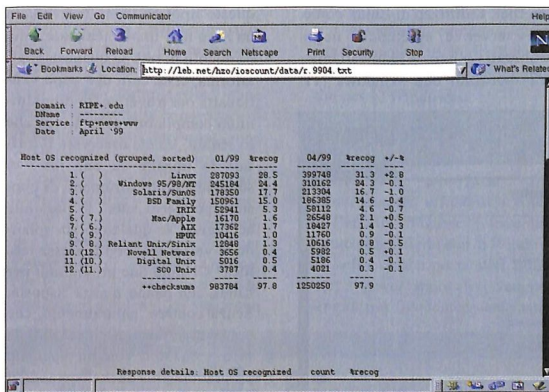 File Edit View Go Communicator Help
Back Forward Reload Home Search Netscape Print Security Stop N
Bookmarks Location: http://leb.net/hzo/ioscount/data/r.9904.txt What's Related
Domain : RIPE+.edu
DName : ---------
Service: ftp+news+www
Date : April '99
Host OS recognized (grouped, sorted) 01/99 %recog 04/99 %recog +/-%
1.( ) Linux 287093 28.5 399748 31.3 +2.8
2.( ) Windows 95/98/NT 245184 24.4 310162 24.3 -0.1
3.( ) Solaris/SunOS 178350 17.7 213304 16.7 -1.0
4.( ) BSD Family 150961 15.0 186385 14.6 -0.4
5.( ) IRIX 52941 5.3 58112 4.6 -0.7
6.( 7.) Mac/Apple 16170 1.6 26548 2.1 +0.5
7.( 6.) AIX 17362 1.7 18427 1.4 -0.3
8.( 9.) HPUX 10416 1.0 11760 0.9 -0.1
9.( 8.) Reliant Unix/Sinix 12848 1.3 10616 0.8 -0.5
10.(12.) Novell Netware 3656 0.4 5982 0.5 +0.1
11.(10.) Digital Unix 5016 0.5 5186 0.4 -0.1
12.(11.) SCO Unix 3787 0.4 4021 0.3 -0.1
++checksums 983784 97.8 1250250 97.9
Response details: Host OS recognized count %recog